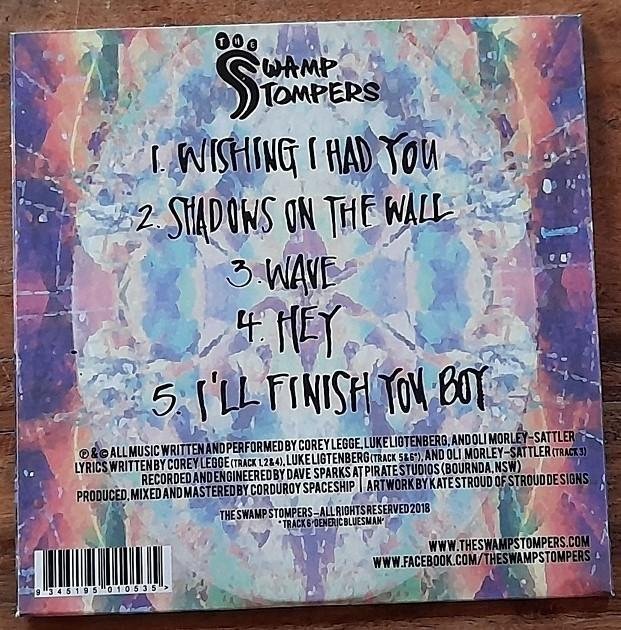 THE
SWAMP
STOMPERS
1. WISHING I HAD YOU
2. SHADOWS ON THE WALL
3. WAVE
4. HEY
5. I'LL FINISH YOU BOY
℗ & © ALL MUSIC WRITTEN AND PERFORMED BY COREY LEGGE, LUKE LIGTENBERG, AND OLI MORLEY-SATTLER
LYRICS WRITTEN BY COREY LEGGE (TRACK 1, 2 & 4), LUKE LIGTENBERG (TRACK 5 & 6*), AND OLI MORLEY-SATTLER (TRACK 3)
RECORDED AND ENGINEERED BY DAVE SPARKS AT PIRATE STUDIOS (BOURNDA, NSW)
PRODUCED, MIXED AND MASTERED BY CORDUROY SPACESHIP | ARTWORK BY KATE STROUD OF STROUD DESIGNS
THE SWAMP STOMPERS - ALL RIGHTS RESERVED 2018
*TRACK 6 'GENERIC BLUESMAN'
WWW.THESWAMPSTOMPERS.COM
WWW.FACEBOOK.COM/THESWAMPSTOMPERS
9 345195 010535 >